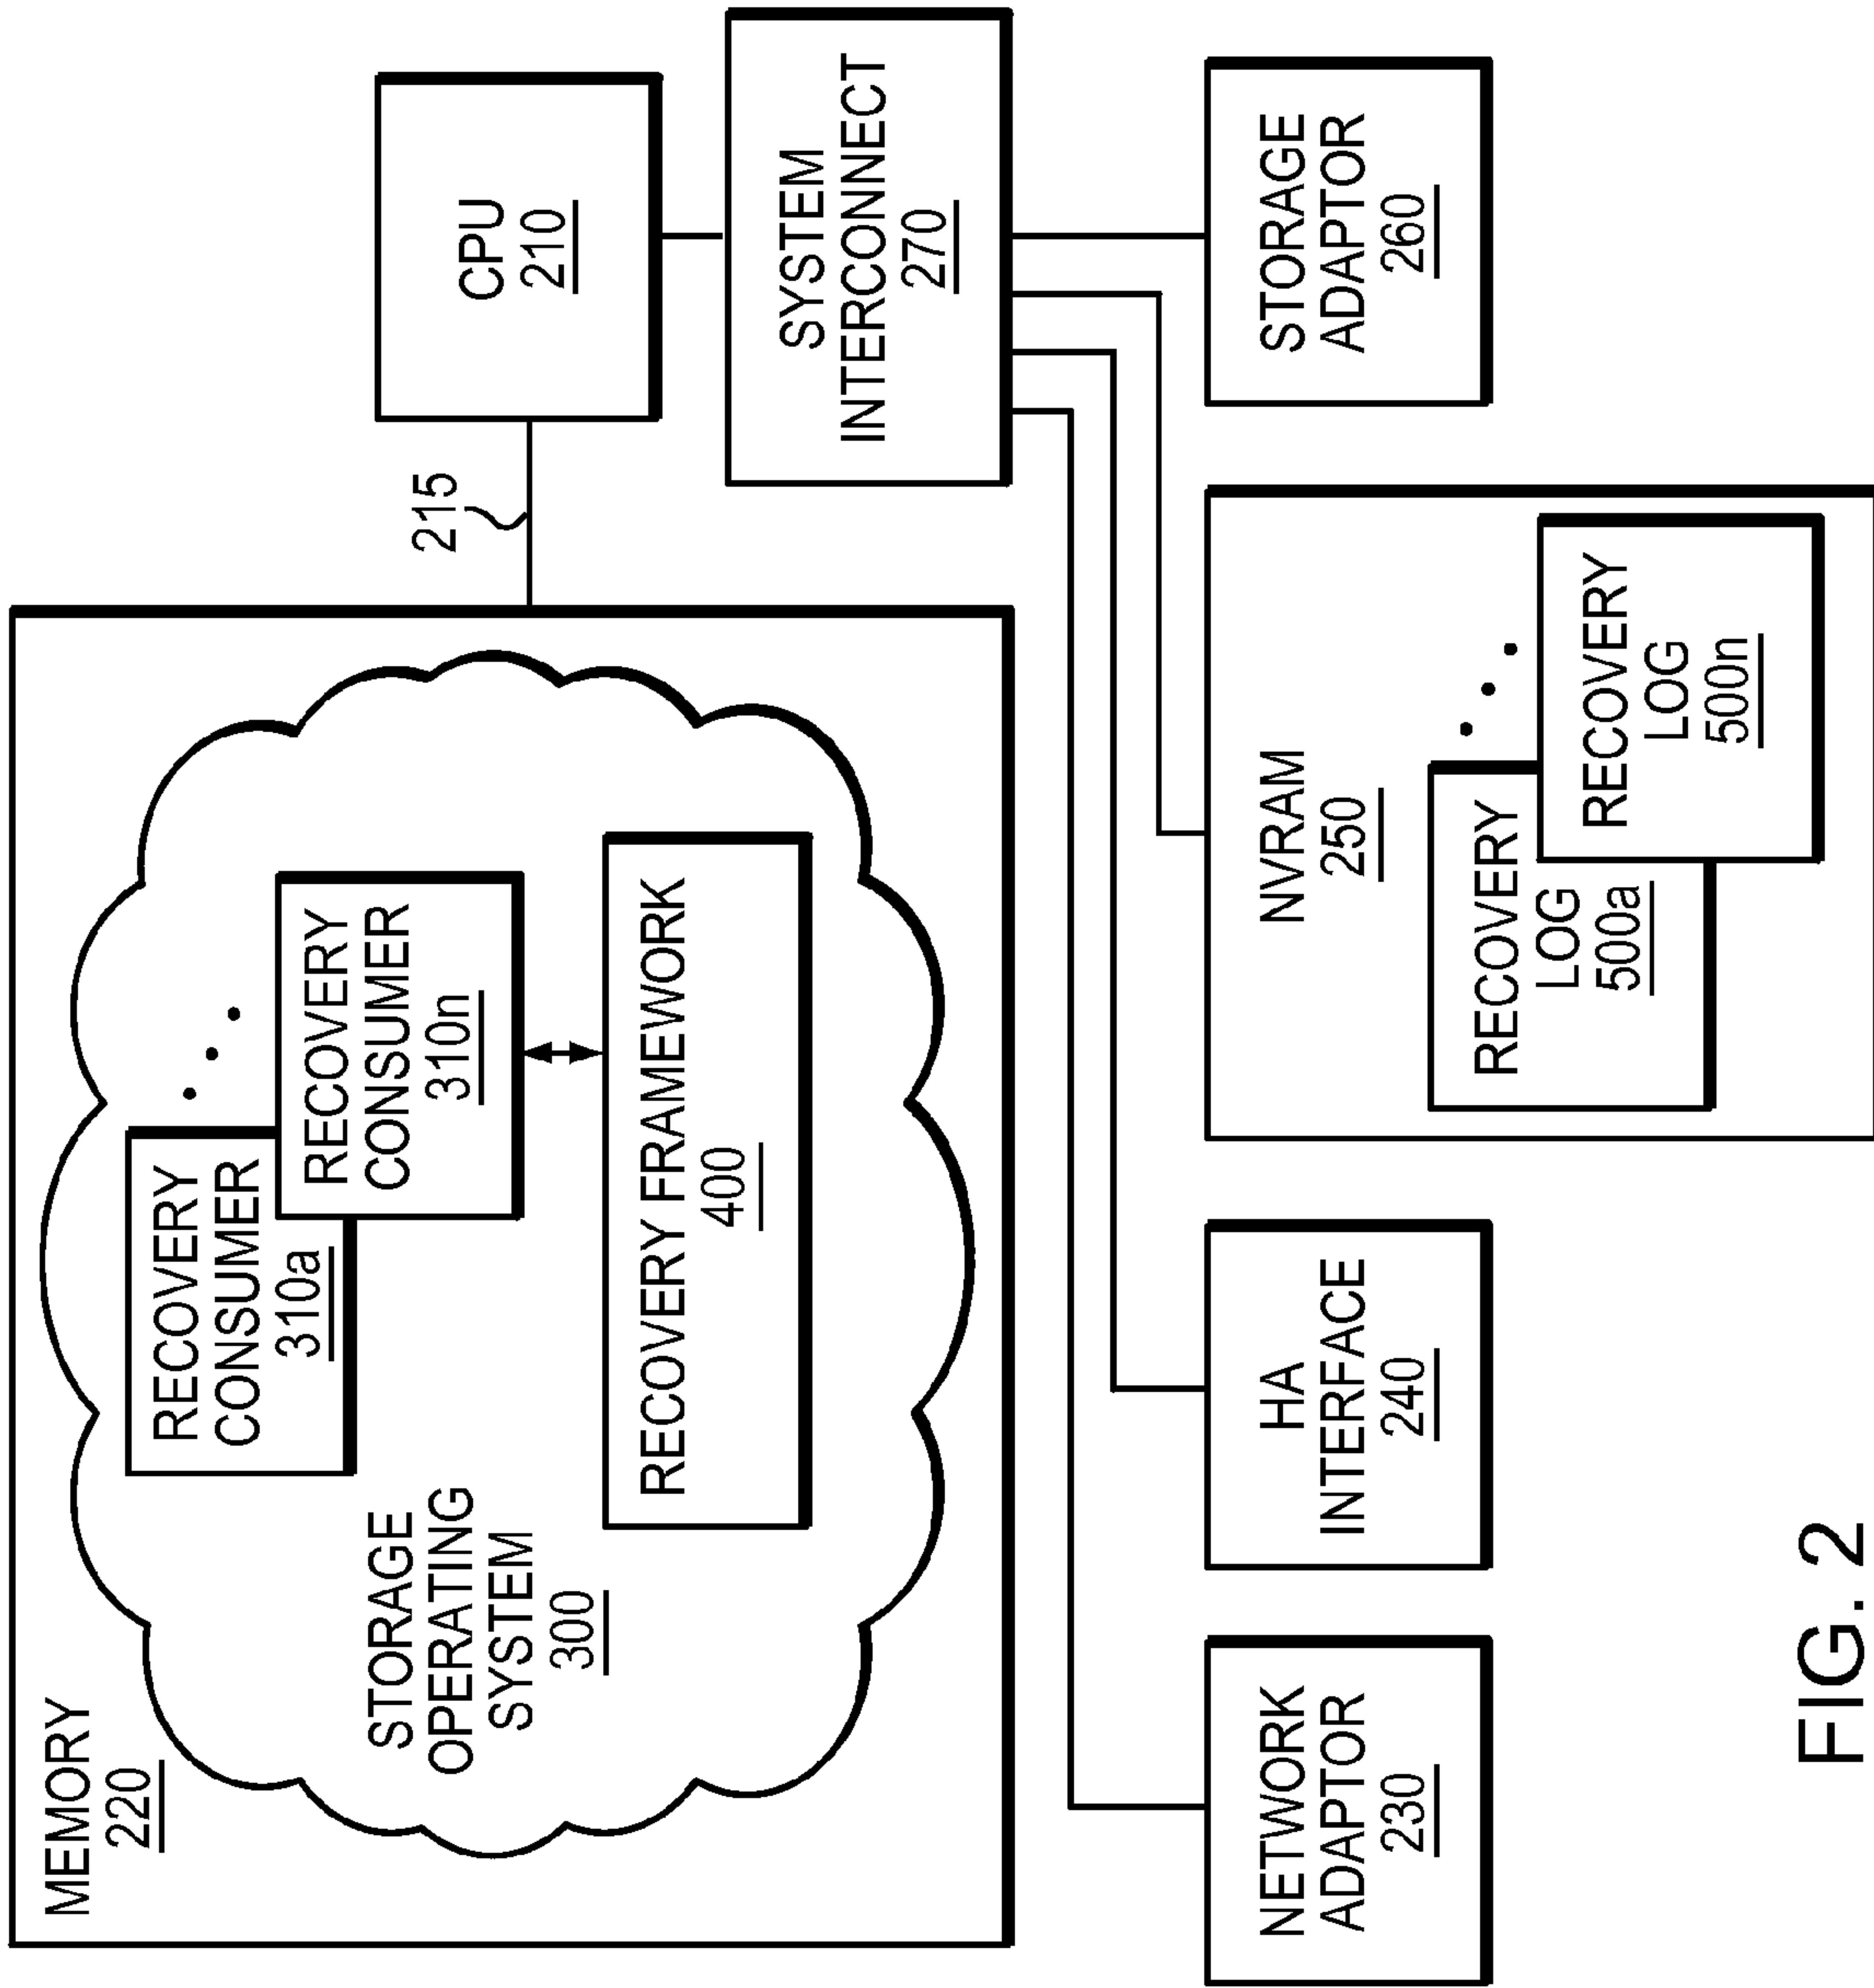 MEMORY
220
STORAGE
OPERATING
SYSTEM
300
RECOVERY
CONSUMER
310a
RECOVERY
CONSUMER
310n
RECOVERY FRAMEWORK
400
215
CPU
210
SYSTEM
INTERCONNECT
270
NETWORK
ADAPTOR
230
HA
INTERFACE
240
NVRAM
250
RECOVERY
LOG
500a
RECOVERY
LOG
500n
STORAGE
ADAPTOR
260
FIG. 2